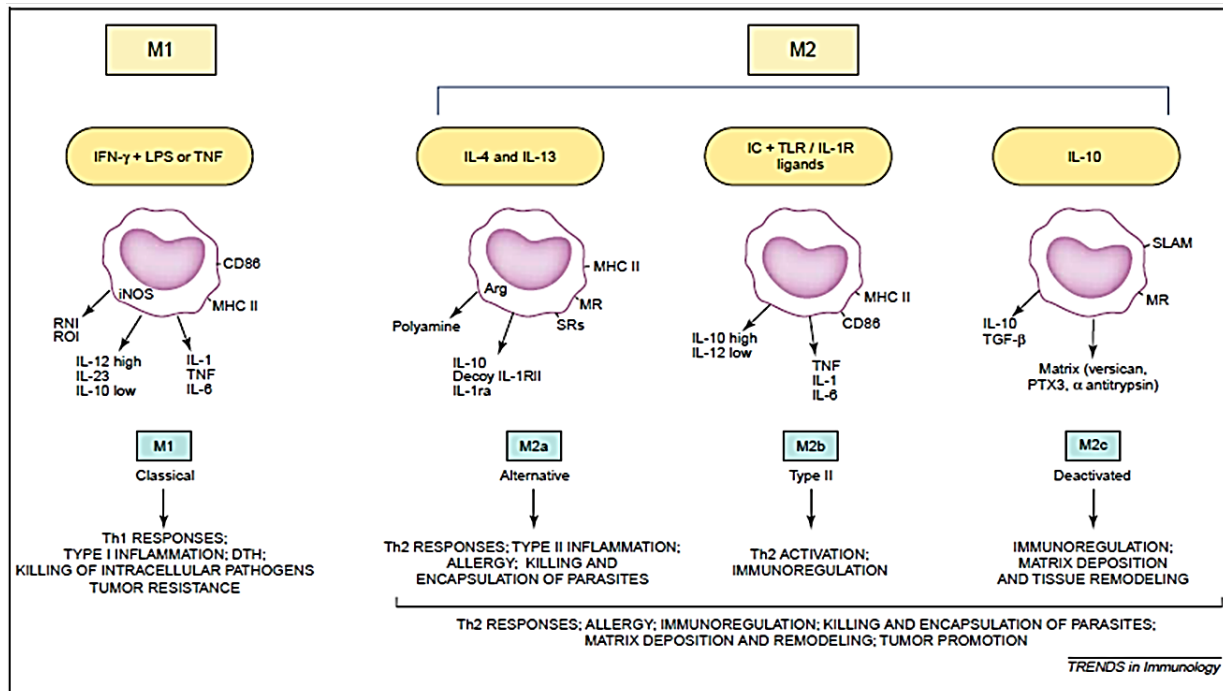 M1
M2
IFN-γ + LPS or TNF
IL-4 and IL-13
IC + TLR / IL-1R
ligands
IL-10
CD86
iNOS
MHC II
RNI
ROI
IL-12 high
IL-23
IL-10 low
IL-1
TNF
IL-6
MHC II
Arg
MR
SRs
Polyamine
IL-10
Decoy IL-1RII
IL-1ra
MHC II
CD86
IL-10 high
IL-12 low
TNF
IL-1
IL-6
SLAM
MR
IL-10
TGF-β
Matrix (versican,
PTX3, α antitrypsin)
M1
Classical
M2a
Alternative
M2b
Type II
M2c
Deactivated
Th1 RESPONSES;
TYPE I INFLAMMATION; DTH;
KILLING OF INTRACELLULAR PATHOGENS
TUMOR RESISTANCE
Th2 RESPONSES; TYPE II INFLAMMATION;
ALLERGY; KILLING AND
ENCAPSULATION OF PARASITES
Th2 ACTIVATION;
IMMUNOREGULATION
IMMUNOREGULATION;
MATRIX DEPOSITION
AND TISSUE REMODELING
Th2 RESPONSES; ALLERGY; IMMUNOREGULATION; KILLING AND ENCAPSULATION OF PARASITES;
MATRIX DEPOSITION AND REMODELING; TUMOR PROMOTION
TRENDS in Immunology